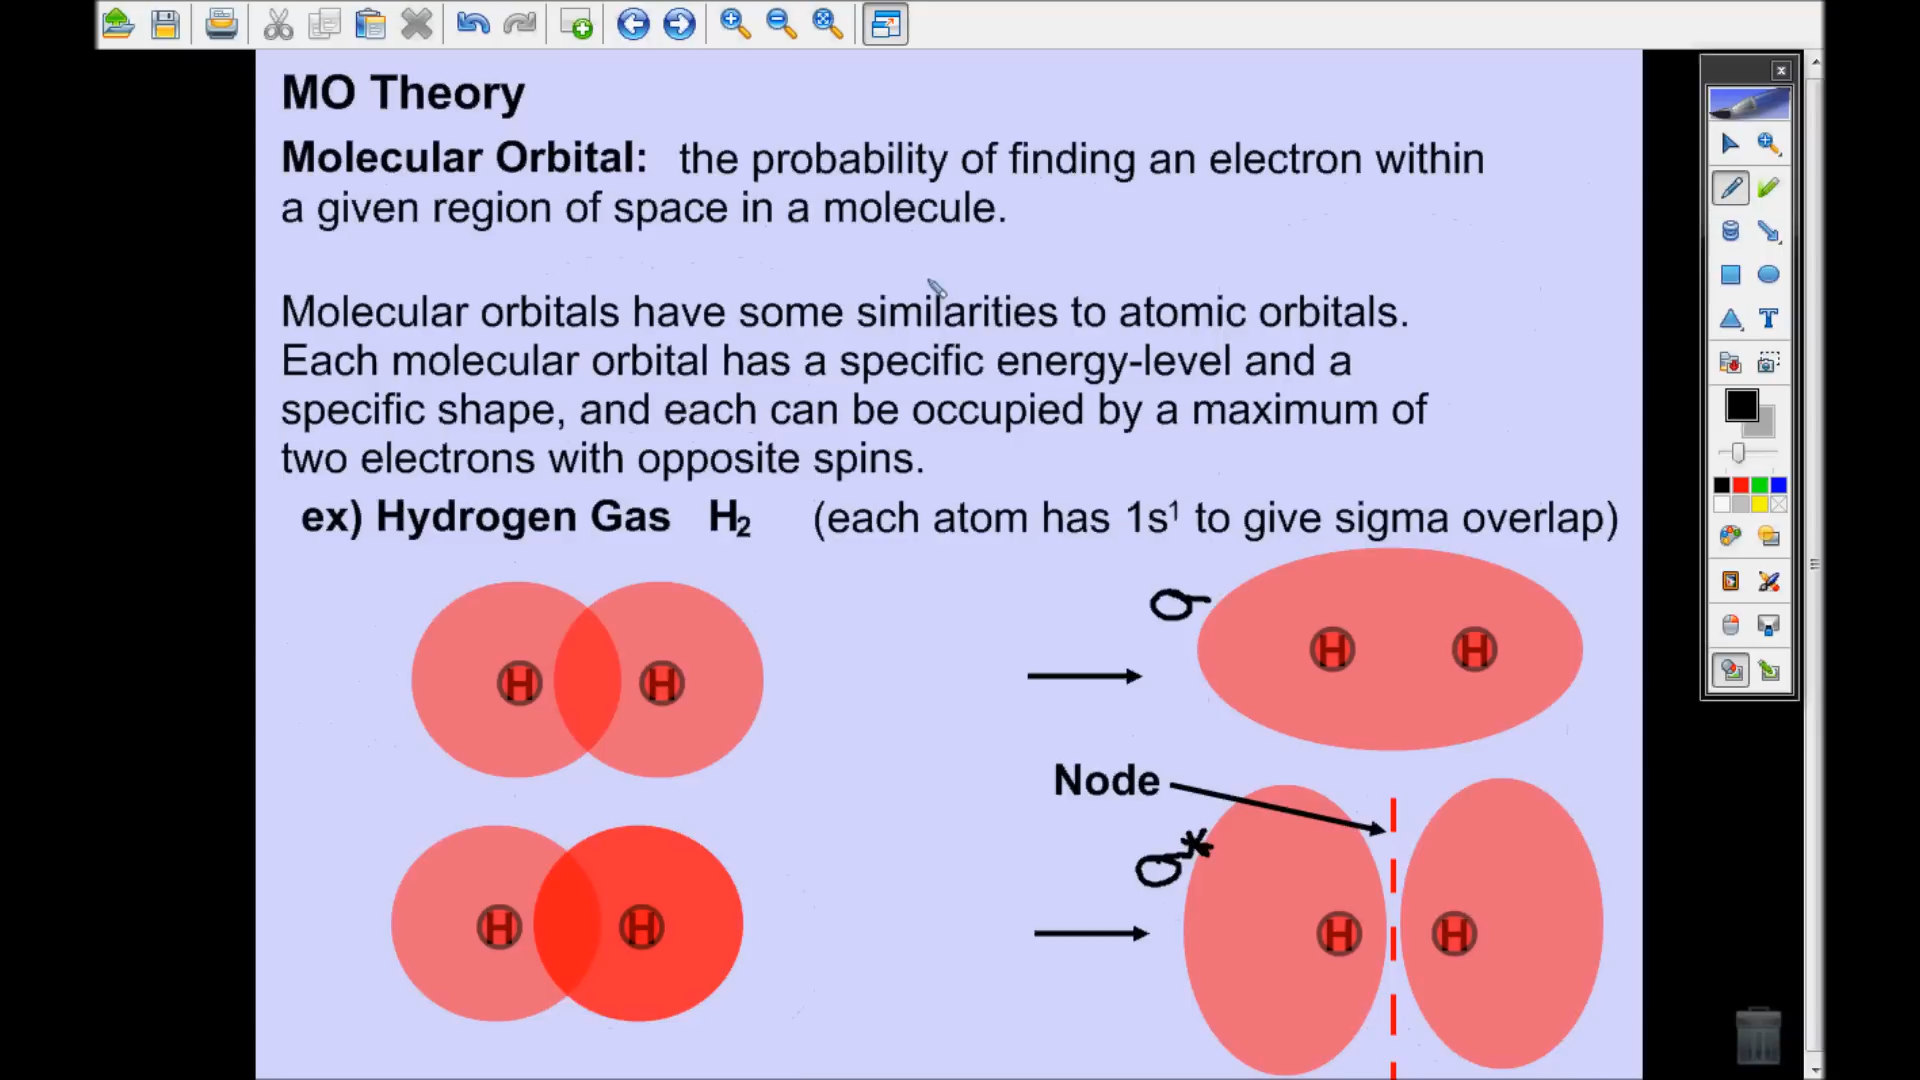 MO Theory
Molecular Orbital: the probability of finding an electron within
a given region of space in a molecule.
Molecular orbitals have some similarities to atomic orbitals.
Each molecular orbital has a specific energy-level and a
specific shape, and each can be occupied by a maximum of
two electrons with opposite spins.
ex) Hydrogen Gas H₂ (each atom has 1s¹ to give sigma overlap)
σ
H H
H H
Node
σ*
H H
H H